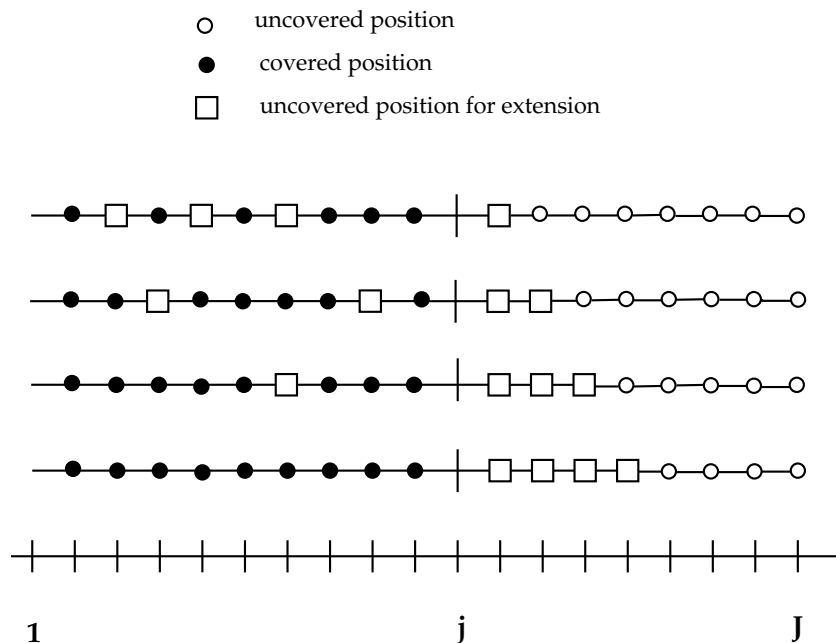 uncovered position
covered position
uncovered position for extension
1 j J